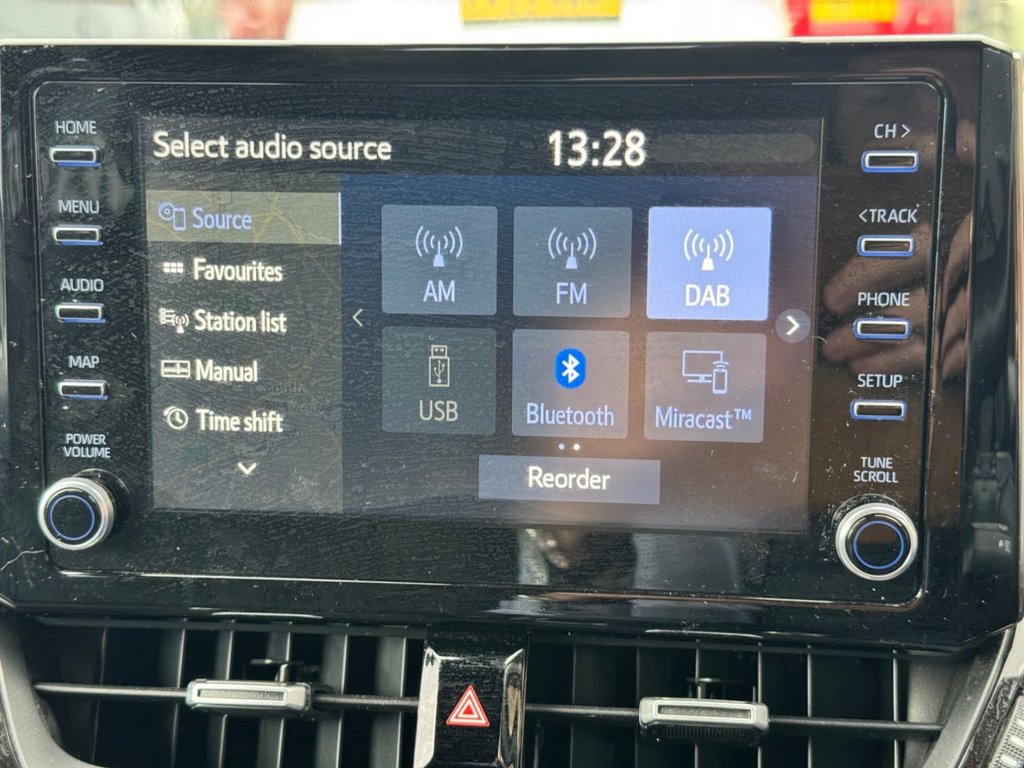 HOME
MENU
AUDIO
MAP
POWER
VOLUME
Select audio source
13:28
Source
Favourites
Station list
Manual
Time shift
AM
FM
DAB
USB
Bluetooth
Miracast™
Reorder
CH >
<TRACK
PHONE
SETUP
TUNE
SCROLL